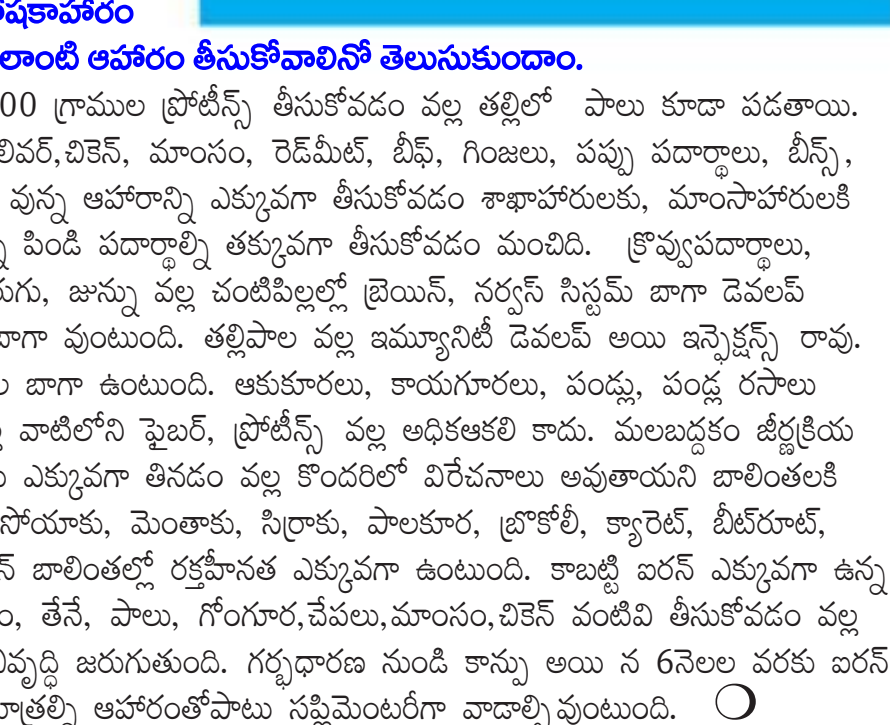 షకాహారం
లాంటి ఆహారం తీసుకోవాలినో తెలుసుకుందాం.
00 గ్రాముల ప్రోటీన్స్ తీసుకోవడం వల్ల తల్లిలో పాలు కూడా పడతాయి.
లివర్,చికెన్, మాంసం, రెడ్‌మీట్, బీఫ్, గింజలు, పప్పు పదార్థాలు, బీన్స్,
వున్న ఆహారాన్ని ఎక్కువగా తీసుకోవడం శాఖాహారులకు, మాంసాహారులకి
పిండి పదార్థాల్ని తక్కువగా తీసుకోవడం మంచిది. క్రొవ్వుపదార్థాలు,
రుగు, జున్ను వల్ల చంటిపిల్లల్లో బ్రెయిన్, నర్వస్ సిస్టమ్ బాగా డెవలప్
బాగా వుంటుంది. తల్లిపాల వల్ల ఇమ్యూనిటీ డెవలప్ అయి ఇన్ఫెక్షన్స్ రావు.
ల బాగా ఉంటుంది. ఆకుకూరలు, కాయగూరలు, పండ్లు, పండ్ల రసాలు
వాటిలోని ఫైబర్, ప్రోటీన్స్ వల్ల అధికఆకలి కాదు. మలబద్దకం జీర్ణక్రియ
ఎక్కువగా తినడం వల్ల కొందరిలో విరేచనాలు అవుతాయని బాలింతలకి
సోయాకు, మెంతాకు, సిర్రాకు, పాలకూర, బ్రొకోలీ, క్యారెట్, బీట్‌రూట్,
న్ బాలింతల్లో రక్తహీనత ఎక్కువగా ఉంటుంది. కాబట్టి ఐరన్ ఎక్కువగా ఉన్న
ం, తేనే, పాలు, గోంగూర,చేపలు,మాంసం,చికెన్ వంటివి తీసుకోవడం వల్ల
వృద్ధి జరుగుతుంది. గర్భధారణ నుండి కాన్పు అయి న 6నెలల వరకు ఐరన్
మాత్రల్ని ఆహారంతోపాటు సప్లిమెంటరీగా వాడాల్సివుంటుంది.